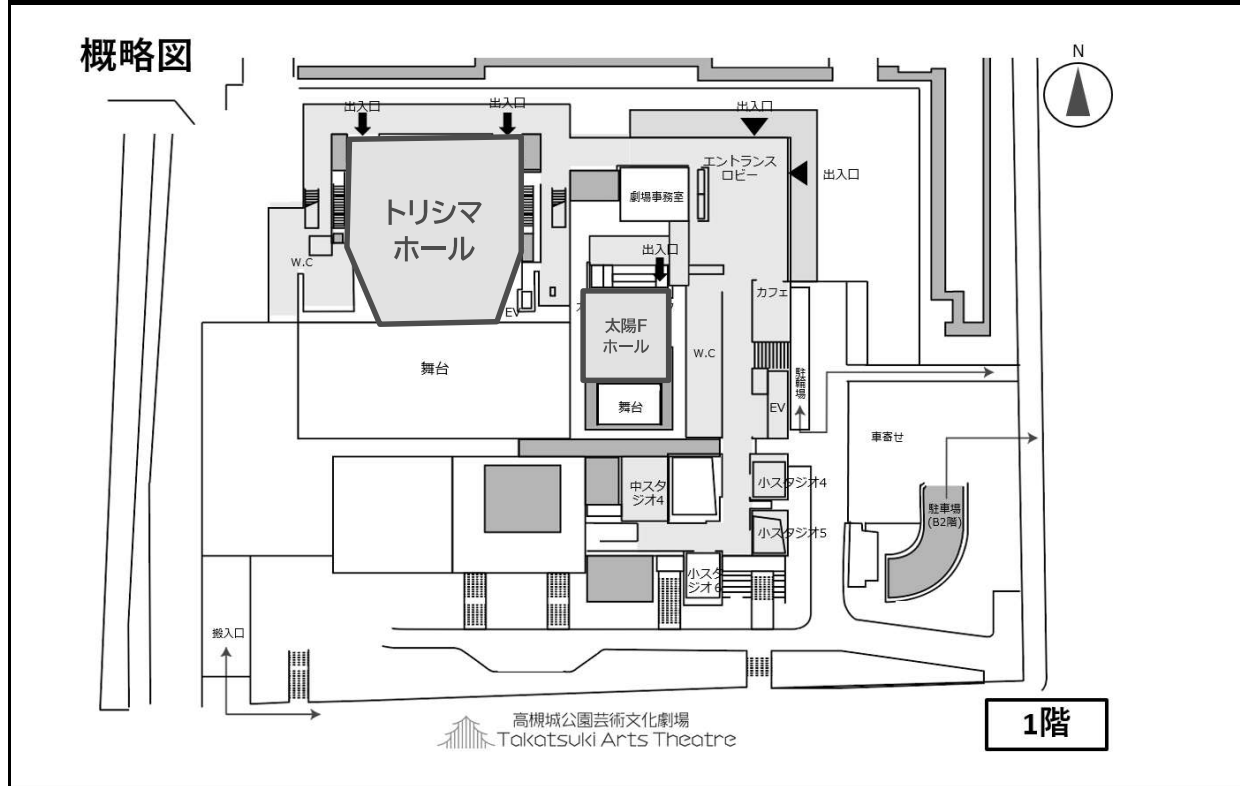 概略図
N
出入口
出入口
出入口
エントランス
ロビー
出入口
劇場事務室
トリシマ
ホール
W.C
EV
出入口
カフェ
太陽F
ホール
W.C
舞台
舞台
駐輪場
EV
車寄せ
中スタ
ジオ4
小スタジオ4
小スタジオ5
駐車場
(B2階)
小スタ
ジオ6
搬入口
高槻城公園芸術文化劇場
Takatsuki Arts Theatre
1階